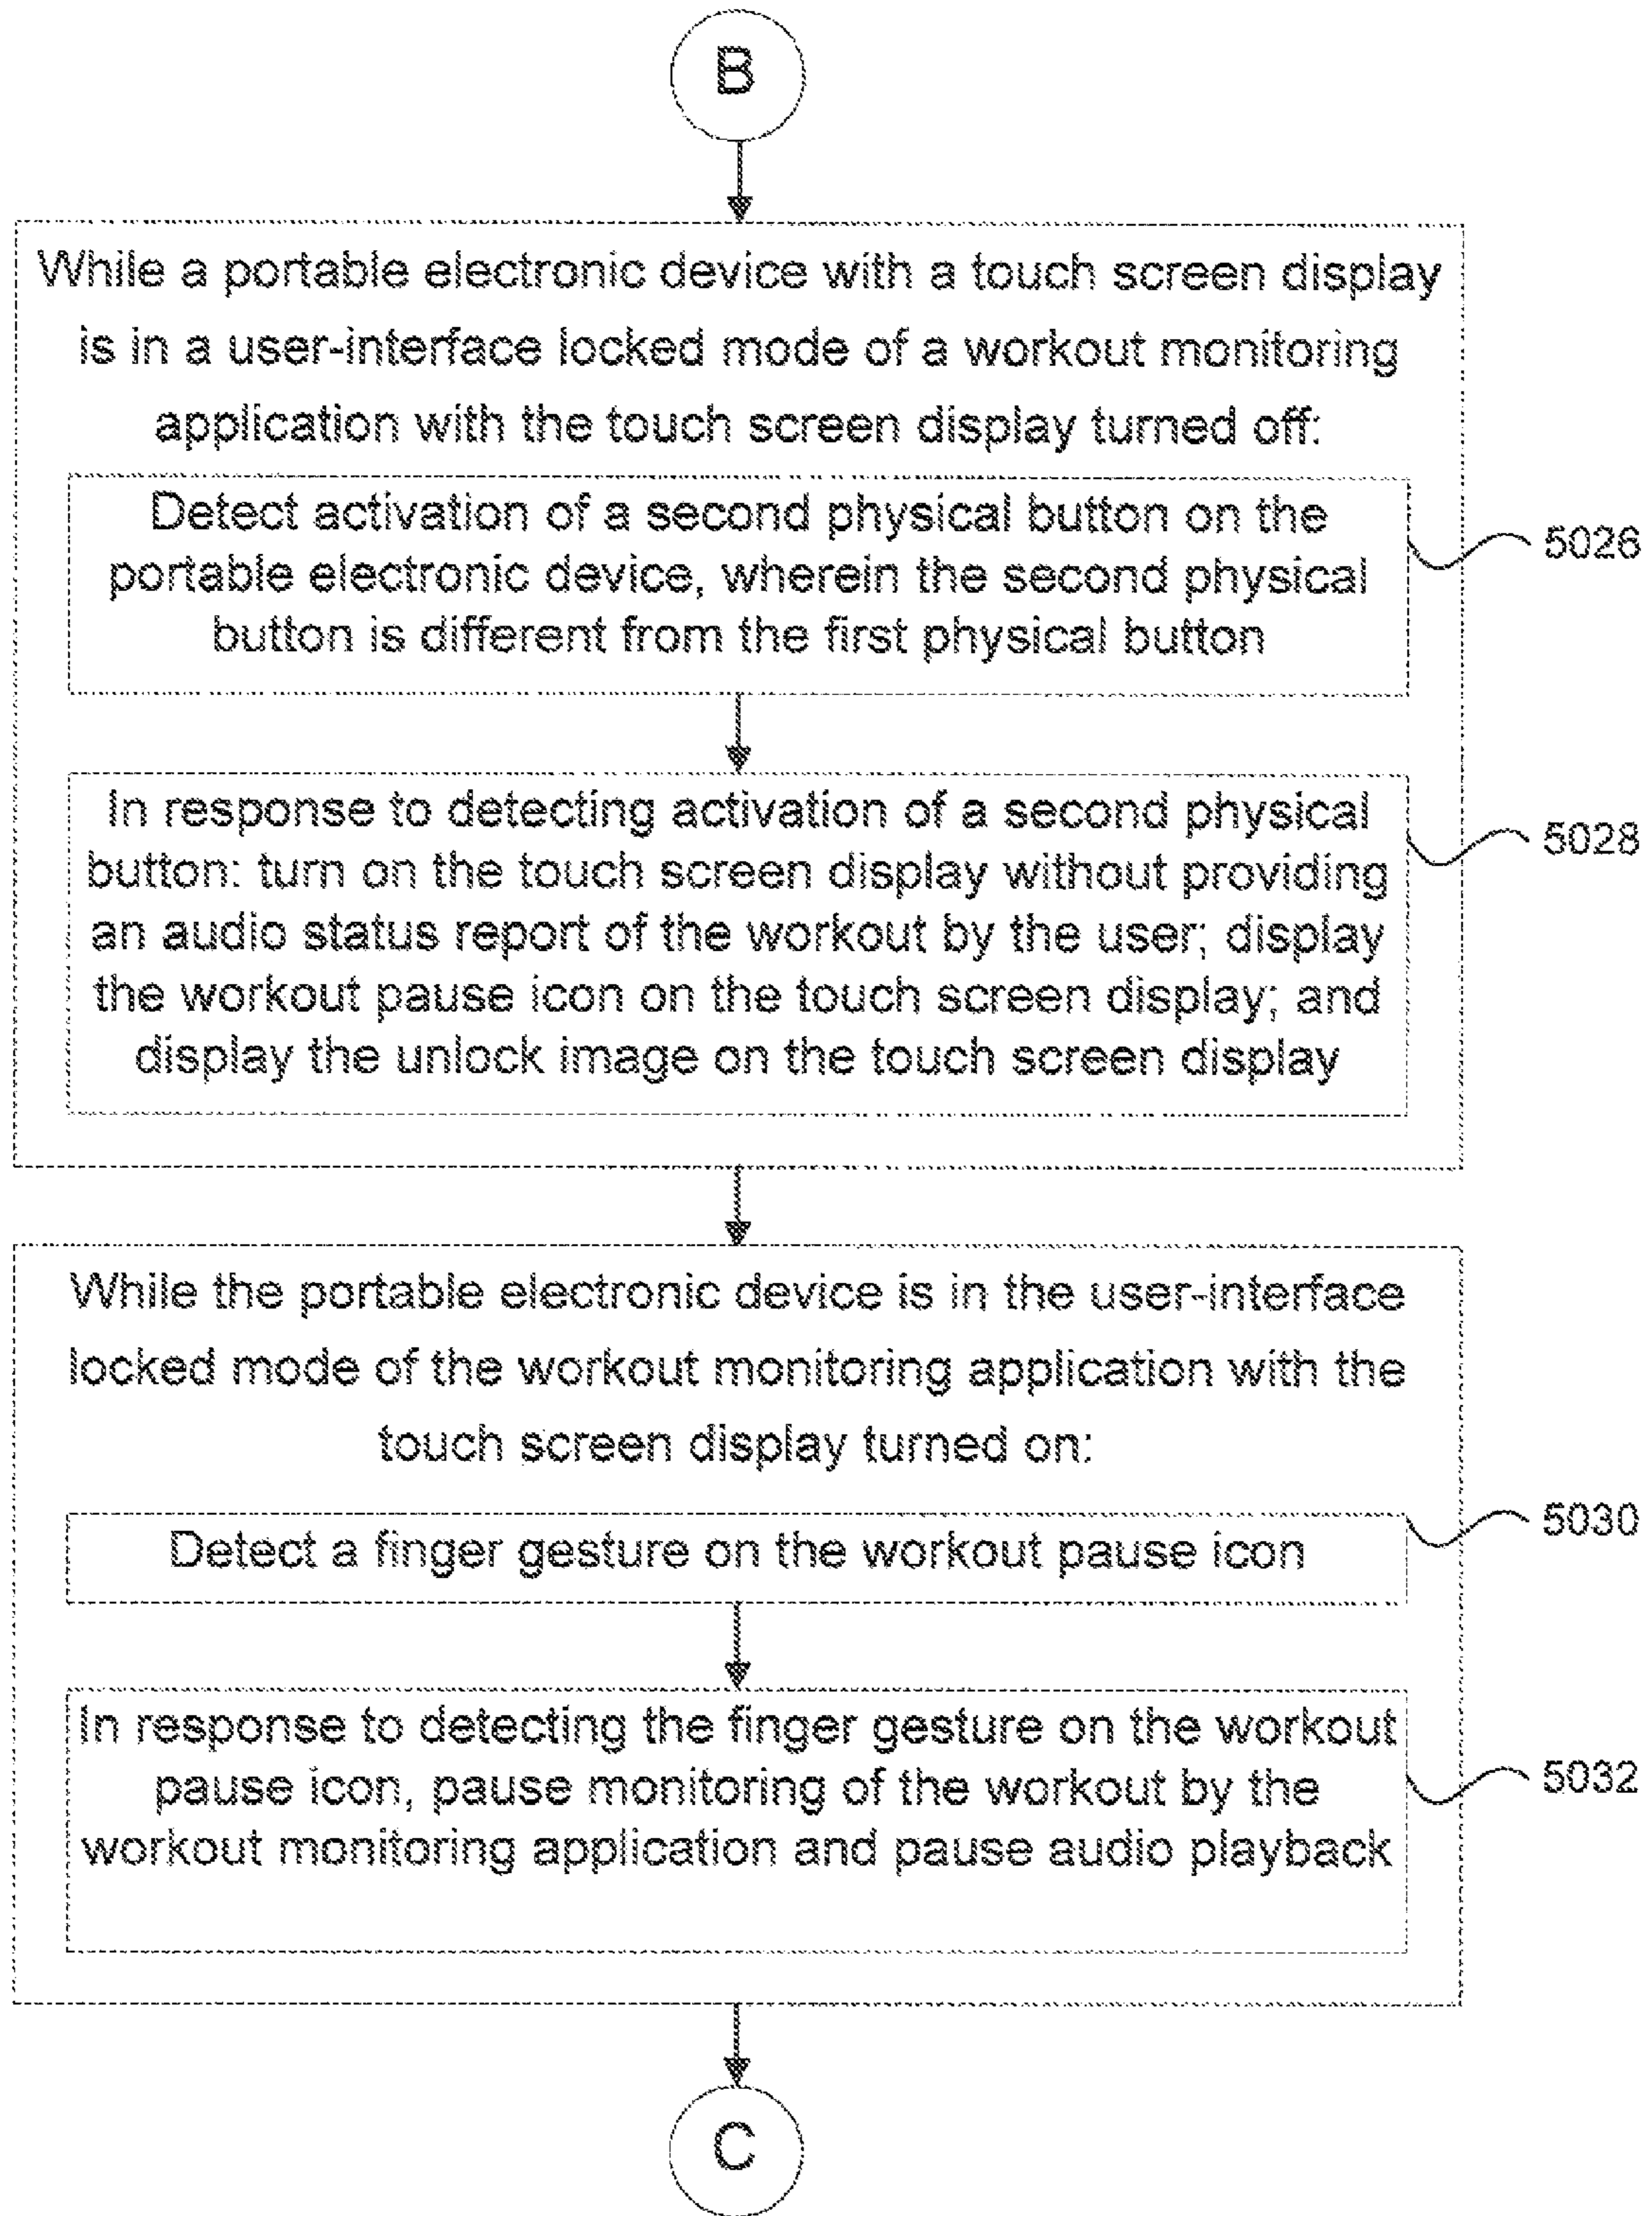 B
While a portable electronic device with a touch screen display
is in a user-interface locked mode of a workout monitoring
application with the touch screen display turned off:
Detect activation of a second physical button on the
portable electronic device, wherein the second physical
button is different from the first physical button
5026
In response to detecting activation of a second physical
button: turn on the touch screen display without providing
an audio status report of the workout by the user; display
the workout pause icon on the touch screen display; and
display the unlock image on the touch screen display
5028
While the portable electronic device is in the user-interface
locked mode of the workout monitoring application with the
touch screen display turned on:
Detect a finger gesture on the workout pause icon
5030
In response to detecting the finger gesture on the workout
pause icon, pause monitoring of the workout by the
workout monitoring application and pause audio playback
5032
C